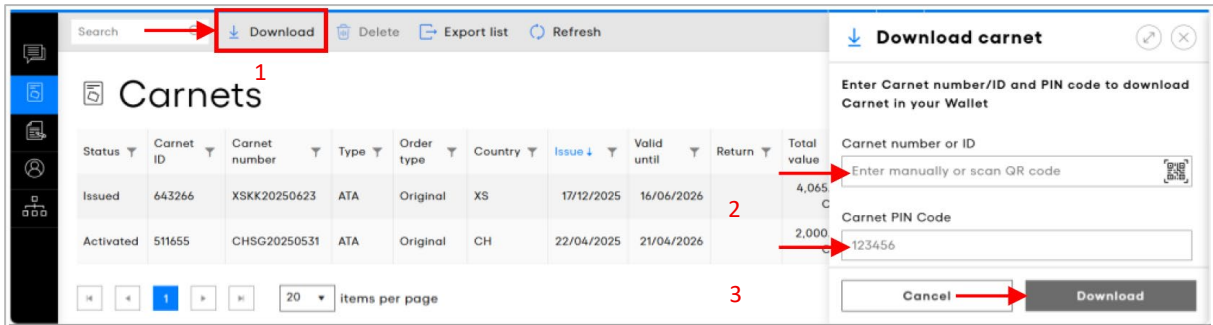 Search
Download
Delete
Export list
Refresh
1
Carnets
Status
Carnet ID
Carnet number
Type
Order type
Country
Issue↓
Valid until
Return
Total value
Issued 643266 XSKK20250623 ATA Original XS 17/12/2025 16/06/2026 4,065.
C
Activated 511655 CHSG20250531 ATA Original CH 22/04/2025 21/04/2026 2,000.
C
1
20
items per page
Download carnet
Enter Carnet number/ID and PIN code to download
Carnet in your Wallet
Carnet number or ID
Enter manually or scan QR code
2
Carnet PIN Code
123456
3
Cancel
Download